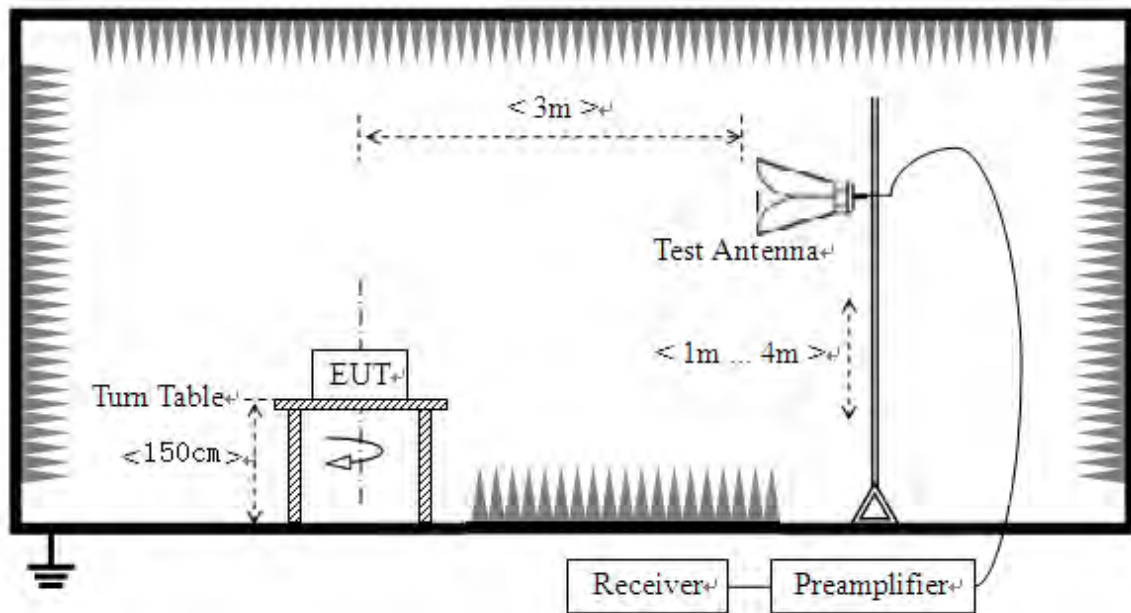 < 3m >
Test Antenna
< 1m ... 4m >
EUT
Turn Table
<150cm>
Receiver
Preamplifier